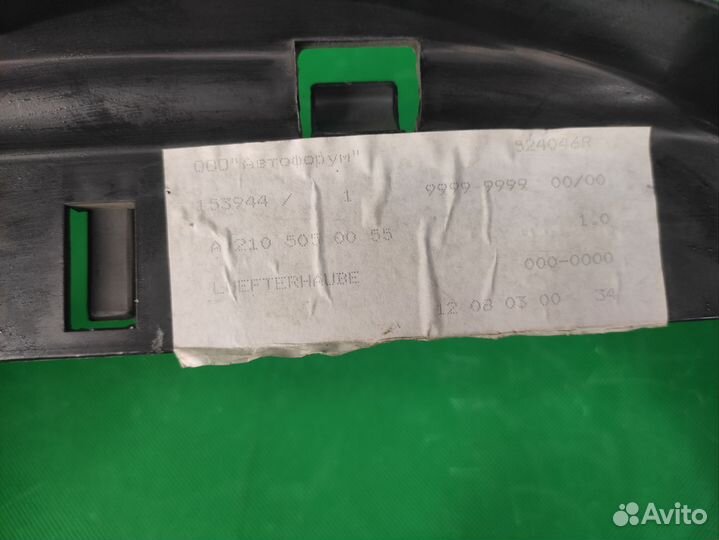 ООО"Автофорум" 924046R
153944 / 1 9999-9999 00/00
A 210 505 00 55 1.0
LUEFTERHAUBE 000-0000
12 08 03 00 34
Avito